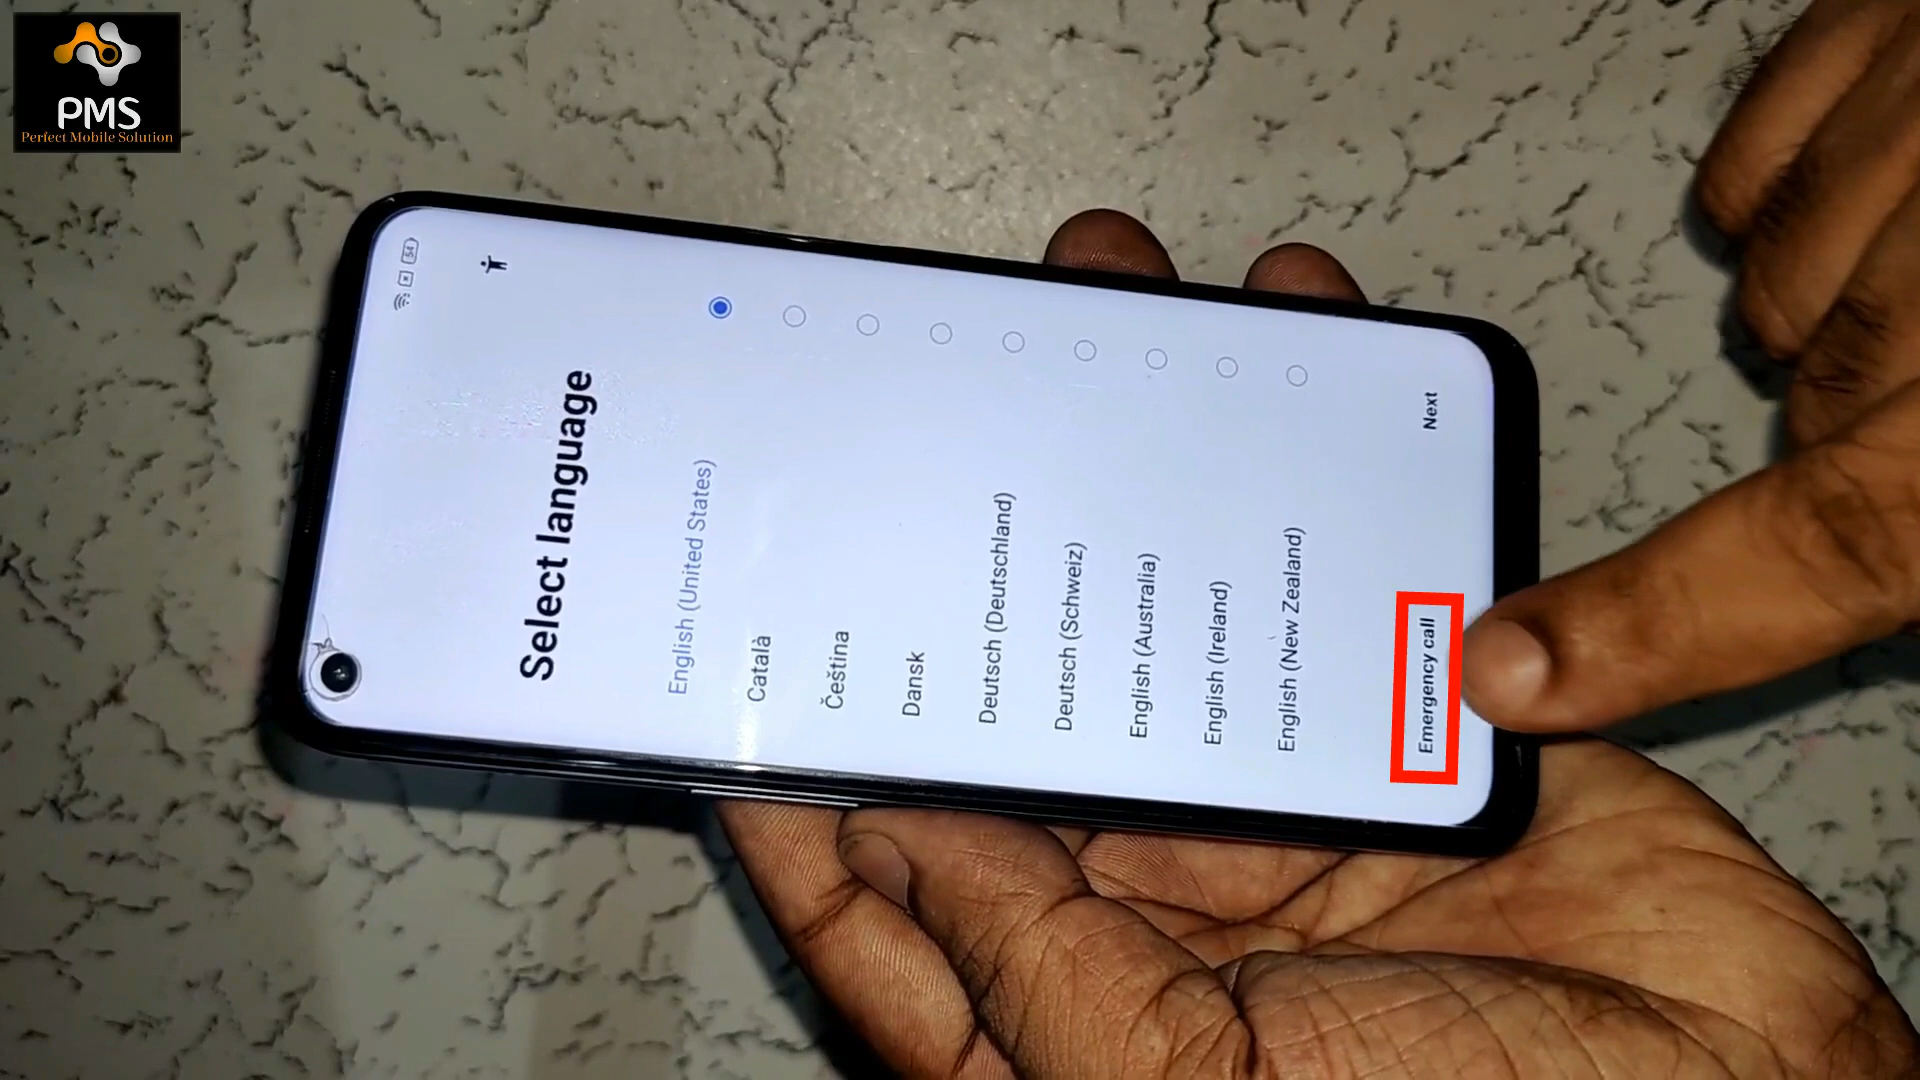 PMS
Perfect Mobile Solution
54
Select language
English (United States)
Català
Čeština
Dansk
Deutsch (Deutschland)
Deutsch (Schweiz)
English (Australia)
English (Ireland)
English (New Zealand)
Emergency call
Next